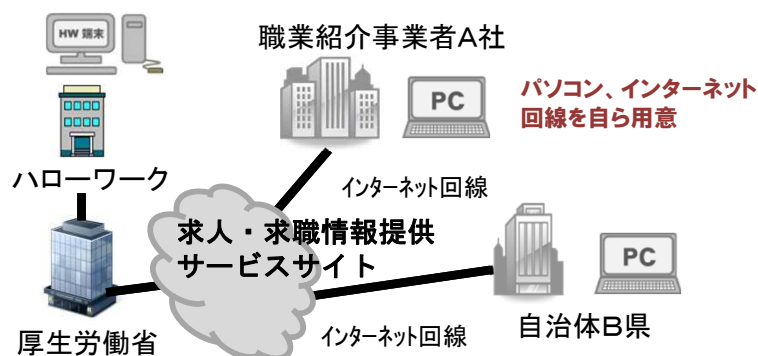 HW 端末
職業紹介事業者A社
PC
パソコン、インターネット
回線を自ら用意
ハローワーク
インターネット回線
求人・求職情報提供
サービスサイト
PC
厚生労働省
インターネット回線
自治体B県